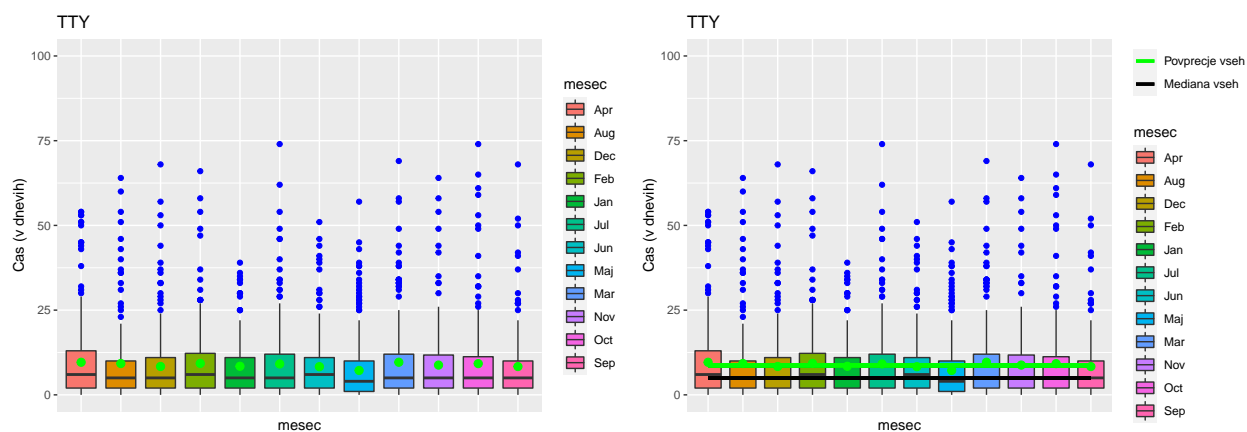 TTY
Cas (v dnevih)
100
75
50
25
0
mesec
mesec
Apr
Aug
Dec
Feb
Jan
Jul
Jun
Maj
Mar
Nov
Oct
Sep
TTY
Cas (v dnevih)
100
75
50
25
0
mesec
Povprecje vseh
Mediana vseh
mesec
Apr
Aug
Dec
Feb
Jan
Jul
Jun
Maj
Mar
Nov
Oct
Sep